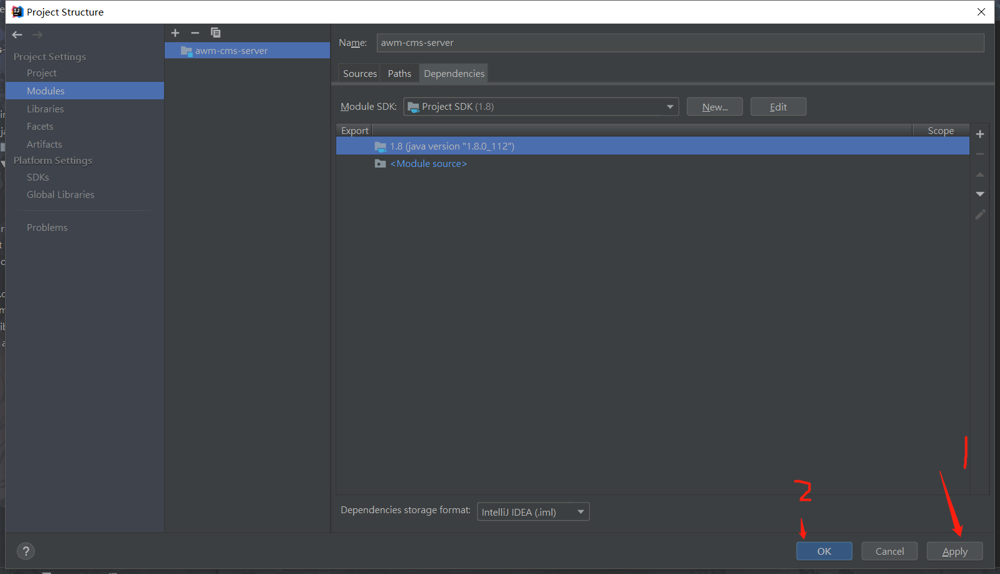 Project Structure
Project Settings
Project
Modules
Libraries
Facets
Artifacts
Platform Settings
SDKs
Global Libraries
Problems
awm-cms-server
Name: awm-cms-server
Sources Paths Dependencies
Module SDK: Project SDK (1.8) New... Edit
Export Scope
1.8 (java version "1.8.0_112")
<Module source>
1
2
Dependencies storage format: IntelliJ IDEA (.iml)
? OK Cancel Apply